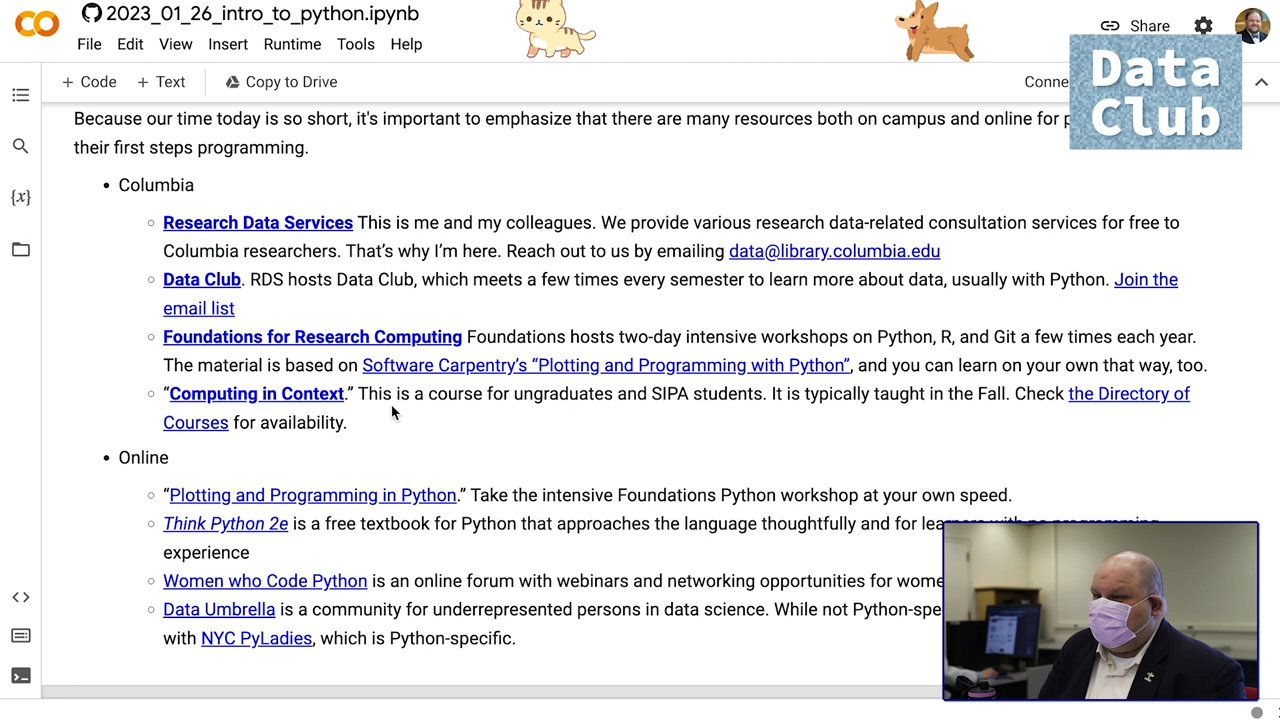 2023_01_26_intro_to_python.ipynb
Share
File Edit View Insert Runtime Tools Help
Data
Club
+ Code + Text Copy to Drive
Conne
Because our time today is so short, it's important to emphasize that there are many resources both on campus and online for p
their first steps programming.
• Columbia
○ Research Data Services This is me and my colleagues. We provide various research data-related consultation services for free to
Columbia researchers. That’s why I’m here. Reach out to us by emailing data@library.columbia.edu
○ Data Club. RDS hosts Data Club, which meets a few times every semester to learn more about data, usually with Python. Join the
email list
○ Foundations for Research Computing Foundations hosts two-day intensive workshops on Python, R, and Git a few times each year.
The material is based on Software Carpentry’s “Plotting and Programming with Python”, and you can learn on your own that way, too.
○ “Computing in Context.” This is a course for ungraduates and SIPA students. It is typically taught in the Fall. Check the Directory of
Courses for availability.
• Online
○ “Plotting and Programming in Python.” Take the intensive Foundations Python workshop at your own speed.
○ Think Python 2e is a free textbook for Python that approaches the language thoughtfully and for learners with no programming
experience
○ Women who Code Python is an online forum with webinars and networking opportunities for wome
○ Data Umbrella is a community for underrepresented persons in data science. While not Python-spe
with NYC PyLadies, which is Python-specific.